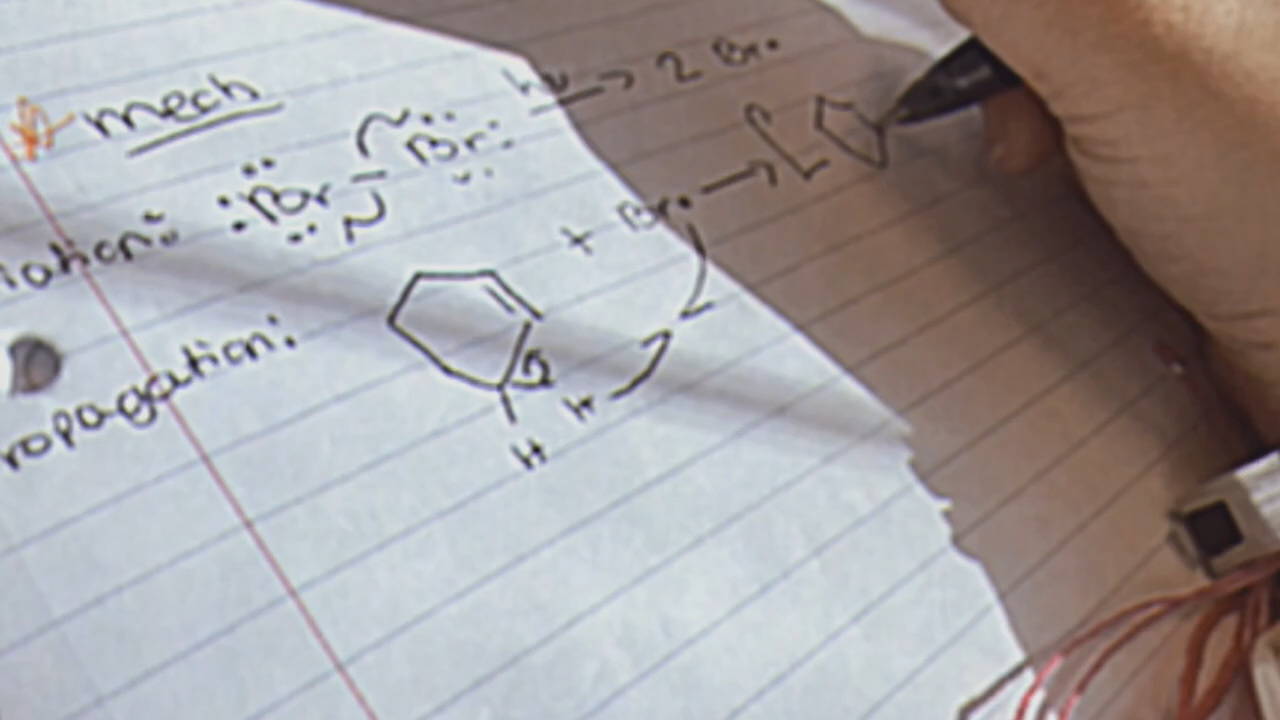 mech
iation: :Br - Br: hν → 2 Br•
ropagation: + Br• → [
H H